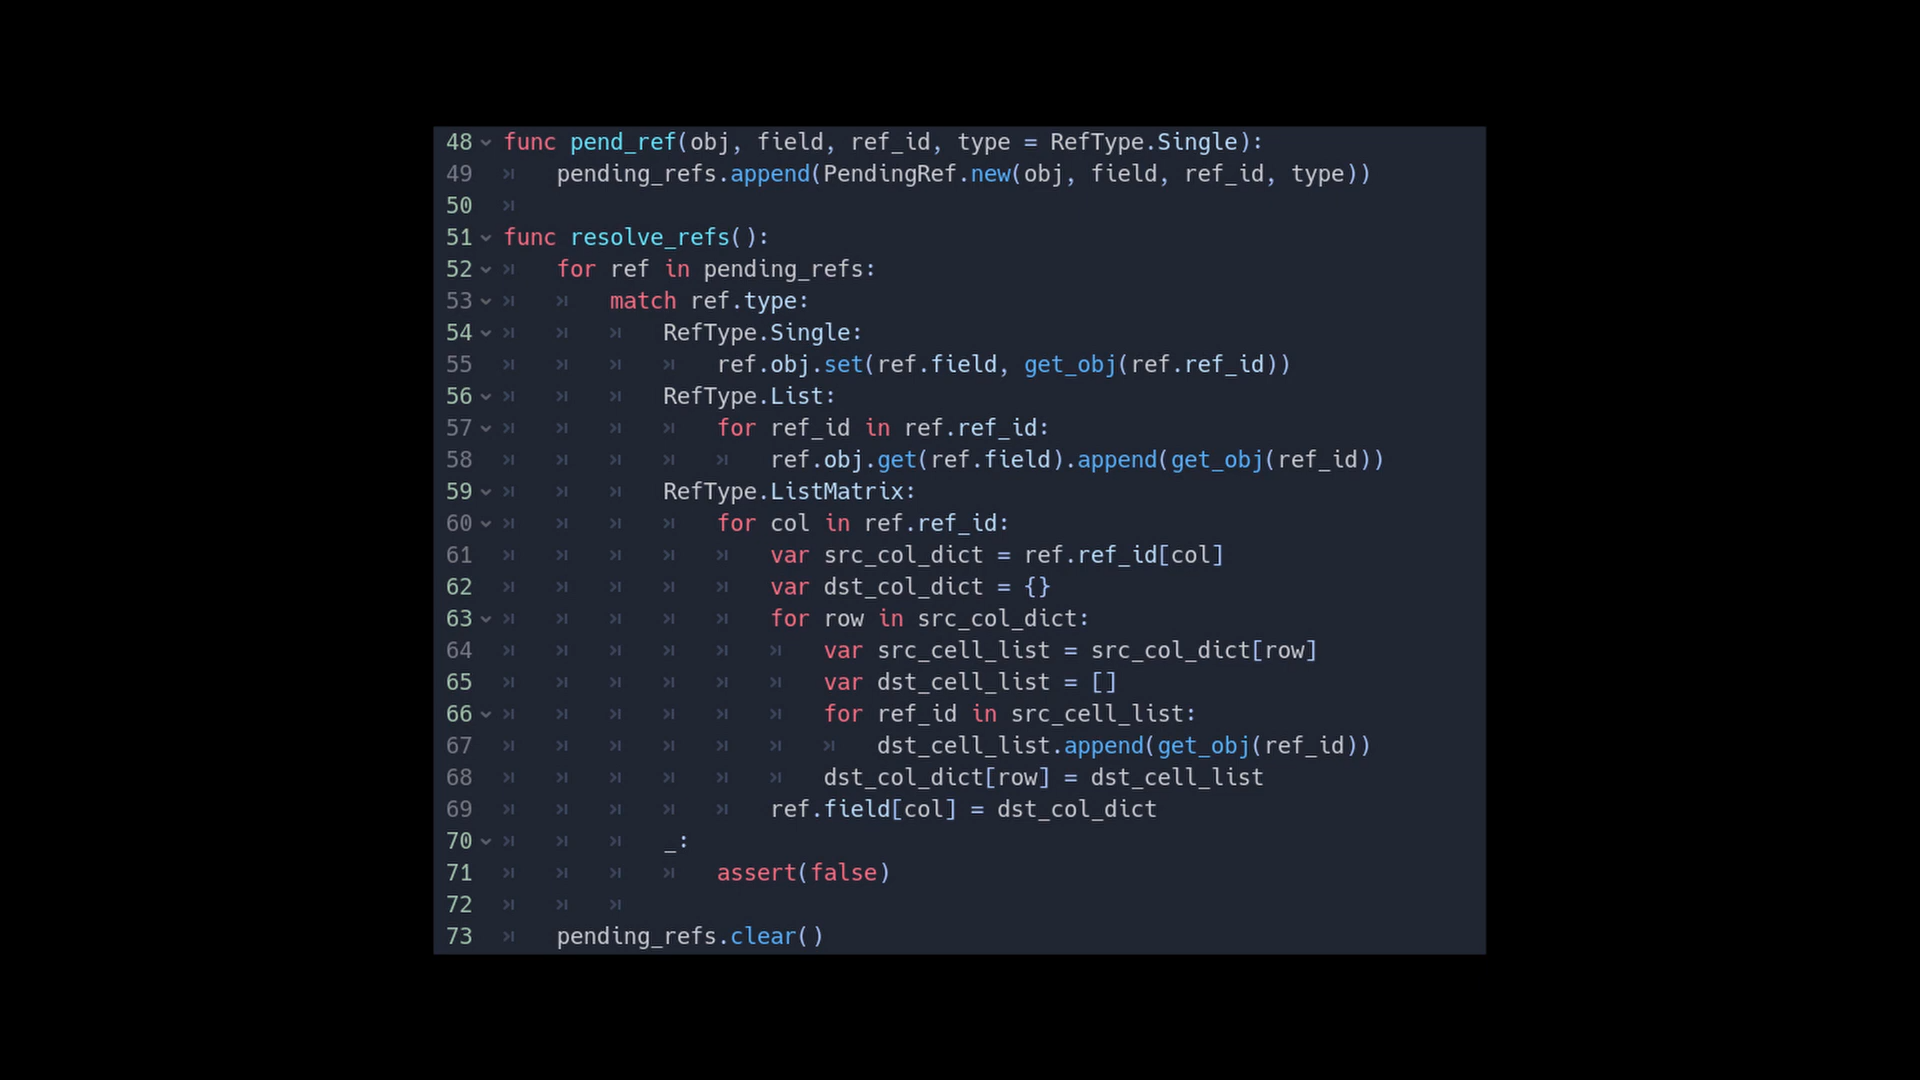 48 func pend_ref(obj, field, ref_id, type = RefType.Single):
49 pending_refs.append(PendingRef.new(obj, field, ref_id, type))
50
51 func resolve_refs():
52 for ref in pending_refs:
53 match ref.type:
54 RefType.Single:
55 ref.obj.set(ref.field, get_obj(ref.ref_id))
56 RefType.List:
57 for ref_id in ref.ref_id:
58 ref.obj.get(ref.field).append(get_obj(ref_id))
59 RefType.ListMatrix:
60 for col in ref.ref_id:
61 var src_col_dict = ref.ref_id[col]
62 var dst_col_dict = {}
63 for row in src_col_dict:
64 var src_cell_list = src_col_dict[row]
65 var dst_cell_list = []
66 for ref_id in src_cell_list:
67 dst_cell_list.append(get_obj(ref_id))
68 dst_col_dict[row] = dst_cell_list
69 ref.field[col] = dst_col_dict
70 _:
71 assert(false)
72
73 pending_refs.clear()